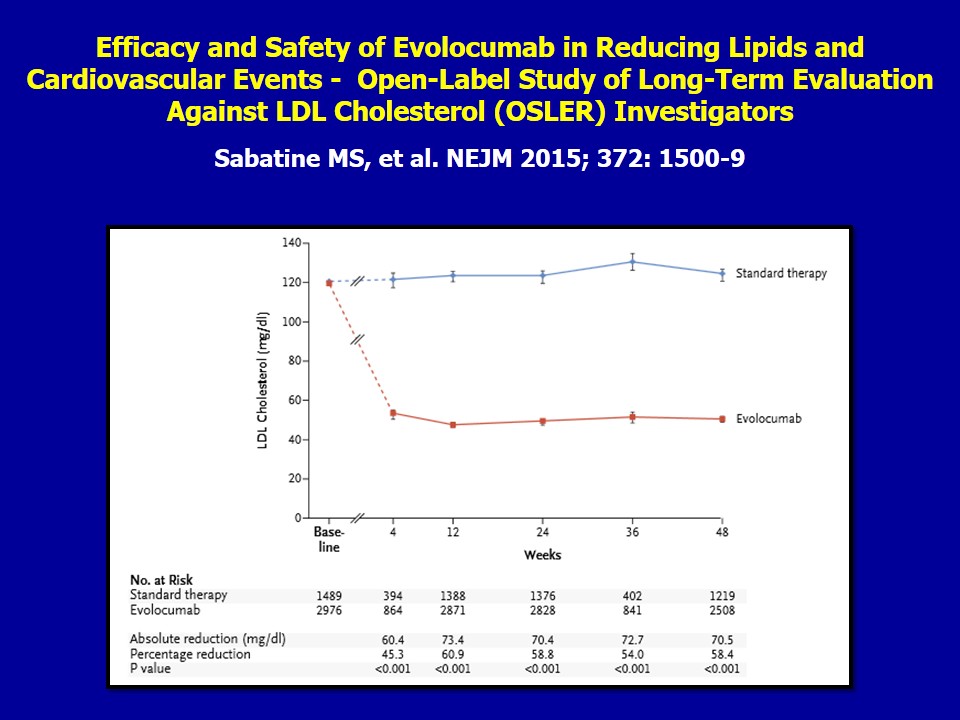 Efficacy and Safety of Evolocumab in Reducing Lipids and
Cardiovascular Events -  Open-Label Study of Long-Term Evaluation
Against LDL Cholesterol (OSLER) Investigators
Sabatine MS, et al. NEJM 2015; 372: 1500-9
LDL Cholesterol (mg/dl)
140
120
100
80
60
40
20
0
Standard therapy
Evolocumab
Base-
line
4 12 24 36 48
Weeks
No. at Risk
Standard therapy 1489 394 1388 1376 402 1219
Evolocumab 2976 864 2871 2828 841 2508
Absolute reduction (mg/dl) 60.4 73.4 70.4 72.7 70.5
Percentage reduction 45.3 60.9 58.8 54.0 58.4
P value <0.001 <0.001 <0.001 <0.001 <0.001